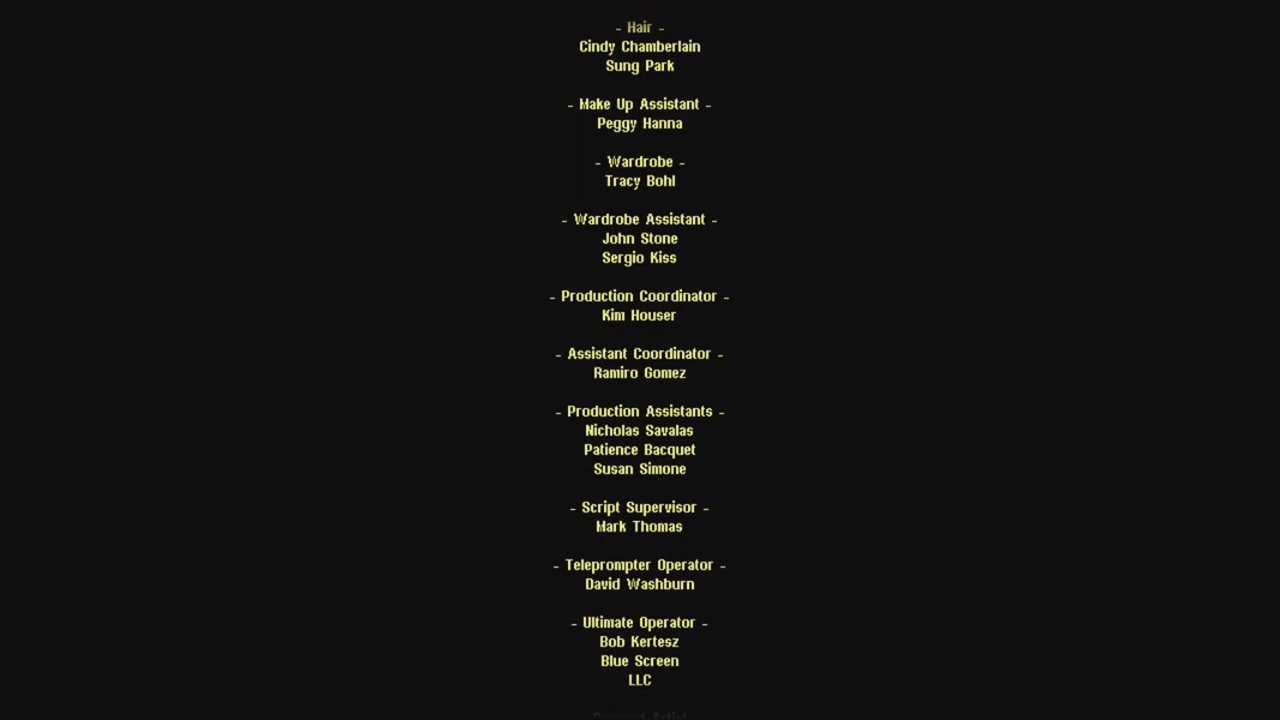 - Hair -
Cindy Chamberlain
Sung Park
- Make Up Assistant -
Peggy Hanna
- Wardrobe -
Tracy Bohl
- Wardrobe Assistant -
John Stone
Sergio Kiss
- Production Coordinator -
Kim Houser
- Assistant Coordinator -
Ramiro Gomez
- Production Assistants -
Nicholas Savalas
Patience Bacquet
Susan Simone
- Script Supervisor -
Mark Thomas
- Teleprompter Operator -
David Washburn
- Ultimate Operator -
Bob Kertesz
Blue Screen
LLC